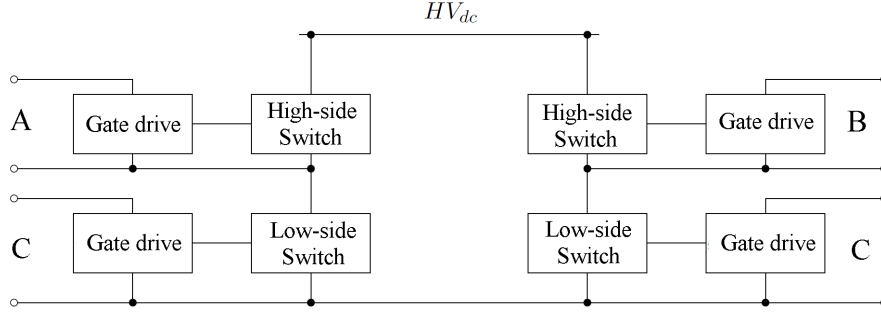 HVdc
A
Gate drive
High-side
Switch
High-side
Switch
Gate drive
B
C
Gate drive
Low-side
Switch
Low-side
Switch
Gate drive
C